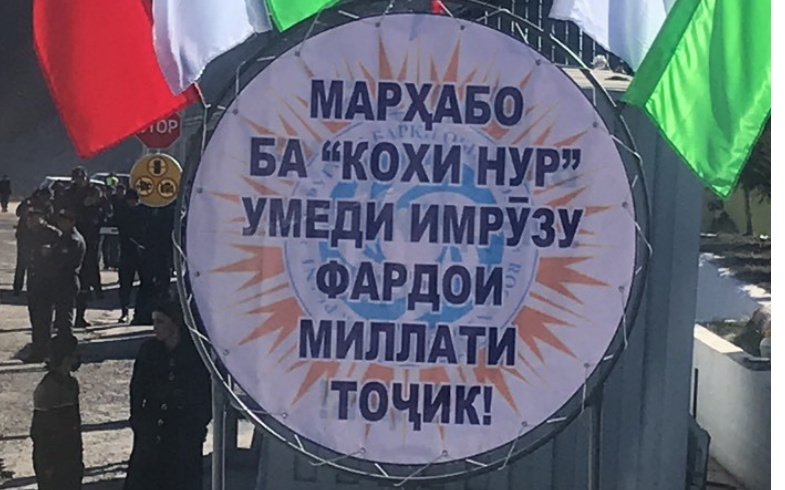 МАРҲАБО
БА “КОХИ НУР”
УМЕДИ ИМРӮЗУ
ФАРДОИ
МИЛЛАТИ
ТОҶИК!